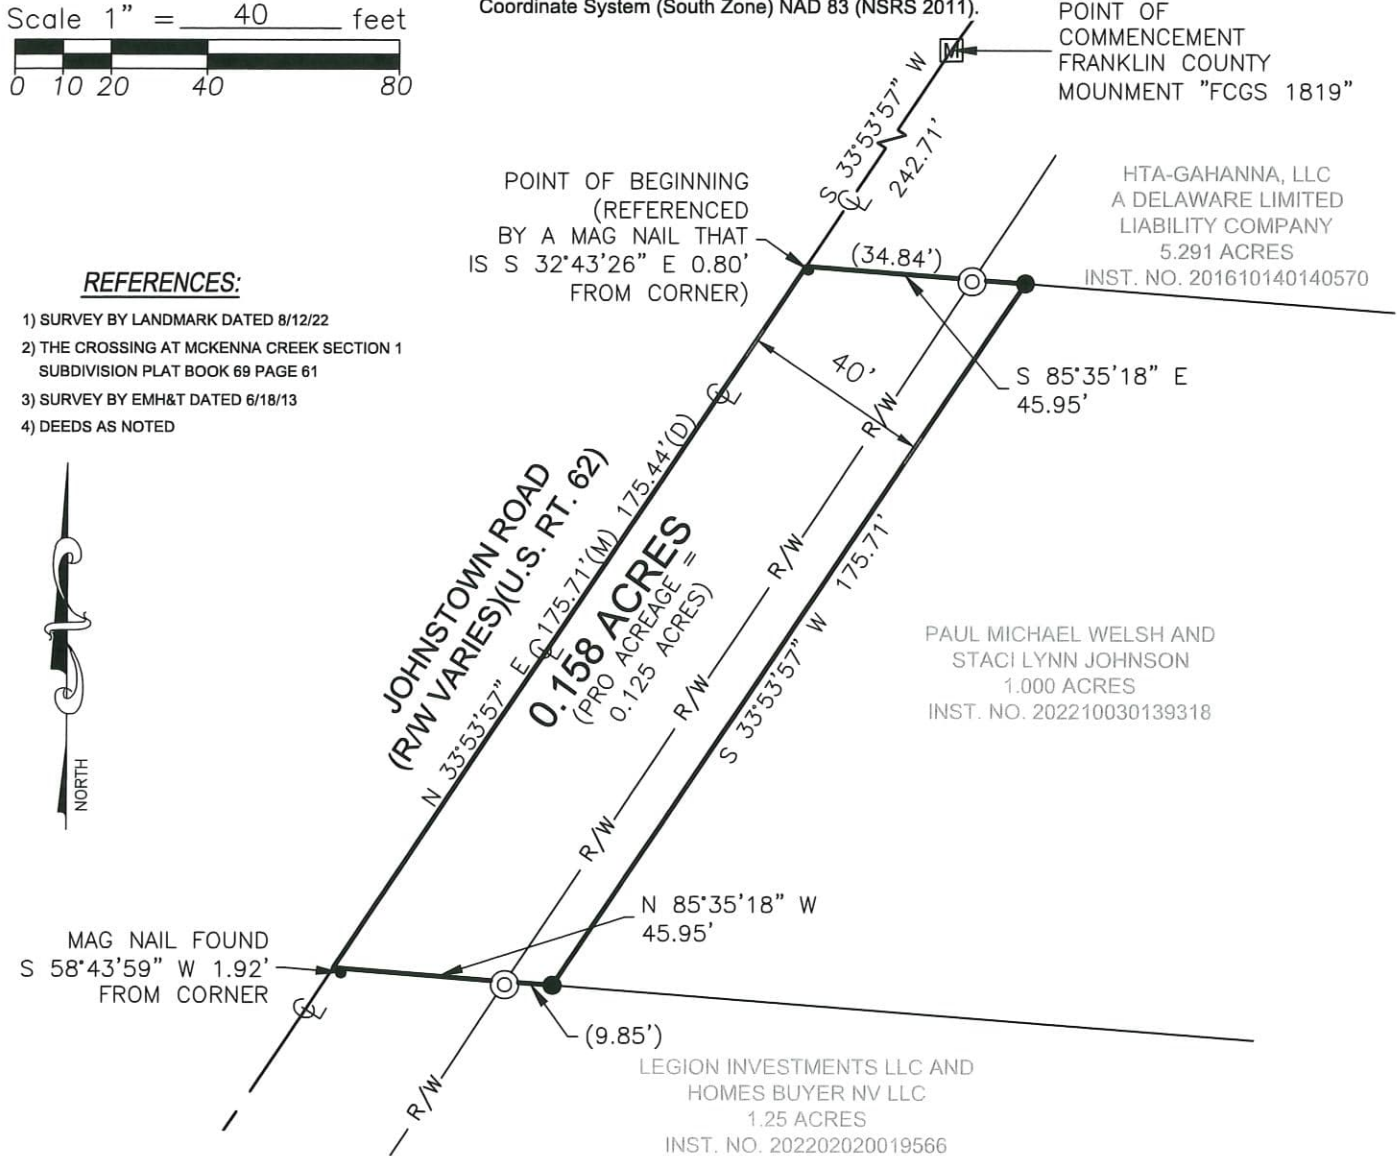 Scale 1" = 40 feet
0 10 20 40 80
Coordinate System (South Zone) NAD 83 (NSRS 2011).
POINT OF
COMMENCEMENT
FRANKLIN COUNTY
MOUNMENT "FCGS 1819"
M
S 33°53'57" W
242.71'
℄
POINT OF BEGINNING
(REFERENCED
BY A MAG NAIL THAT
IS S 32°43'26" E 0.80'
FROM CORNER)
(34.84')
HTA-GAHANNA, LLC
A DELAWARE LIMITED
LIABILITY COMPANY
5.291 ACRES
INST. NO. 201610140140570
REFERENCES:
1) SURVEY BY LANDMARK DATED 8/12/22
2) THE CROSSING AT MCKENNA CREEK SECTION 1
SUBDIVISION PLAT BOOK 69 PAGE 61
3) SURVEY BY EMH&T DATED 6/18/13
4) DEEDS AS NOTED
S 85°35'18" E
45.95'
40'
℄
R/W
JOHNSTOWN ROAD
(R/W VARIES)(U.S. RT. 62)
N 33°53'57" E ℄ 175.71'(M) 175.44'(D)
0.158 ACRES
(PRO ACREAGE =
0.125 ACRES)
R/W
R/W
R/W
S 33°53'57" W 175.71'
PAUL MICHAEL WELSH AND
STACI LYNN JOHNSON
1.000 ACRES
INST. NO. 202210030139318
NORTH
N 85°35'18" W
45.95'
MAG NAIL FOUND
S 58°43'59" W 1.92'
FROM CORNER
℄
(9.85')
R/W
LEGION INVESTMENTS LLC AND
HOMES BUYER NV LLC
1.25 ACRES
INST. NO. 202202020019566